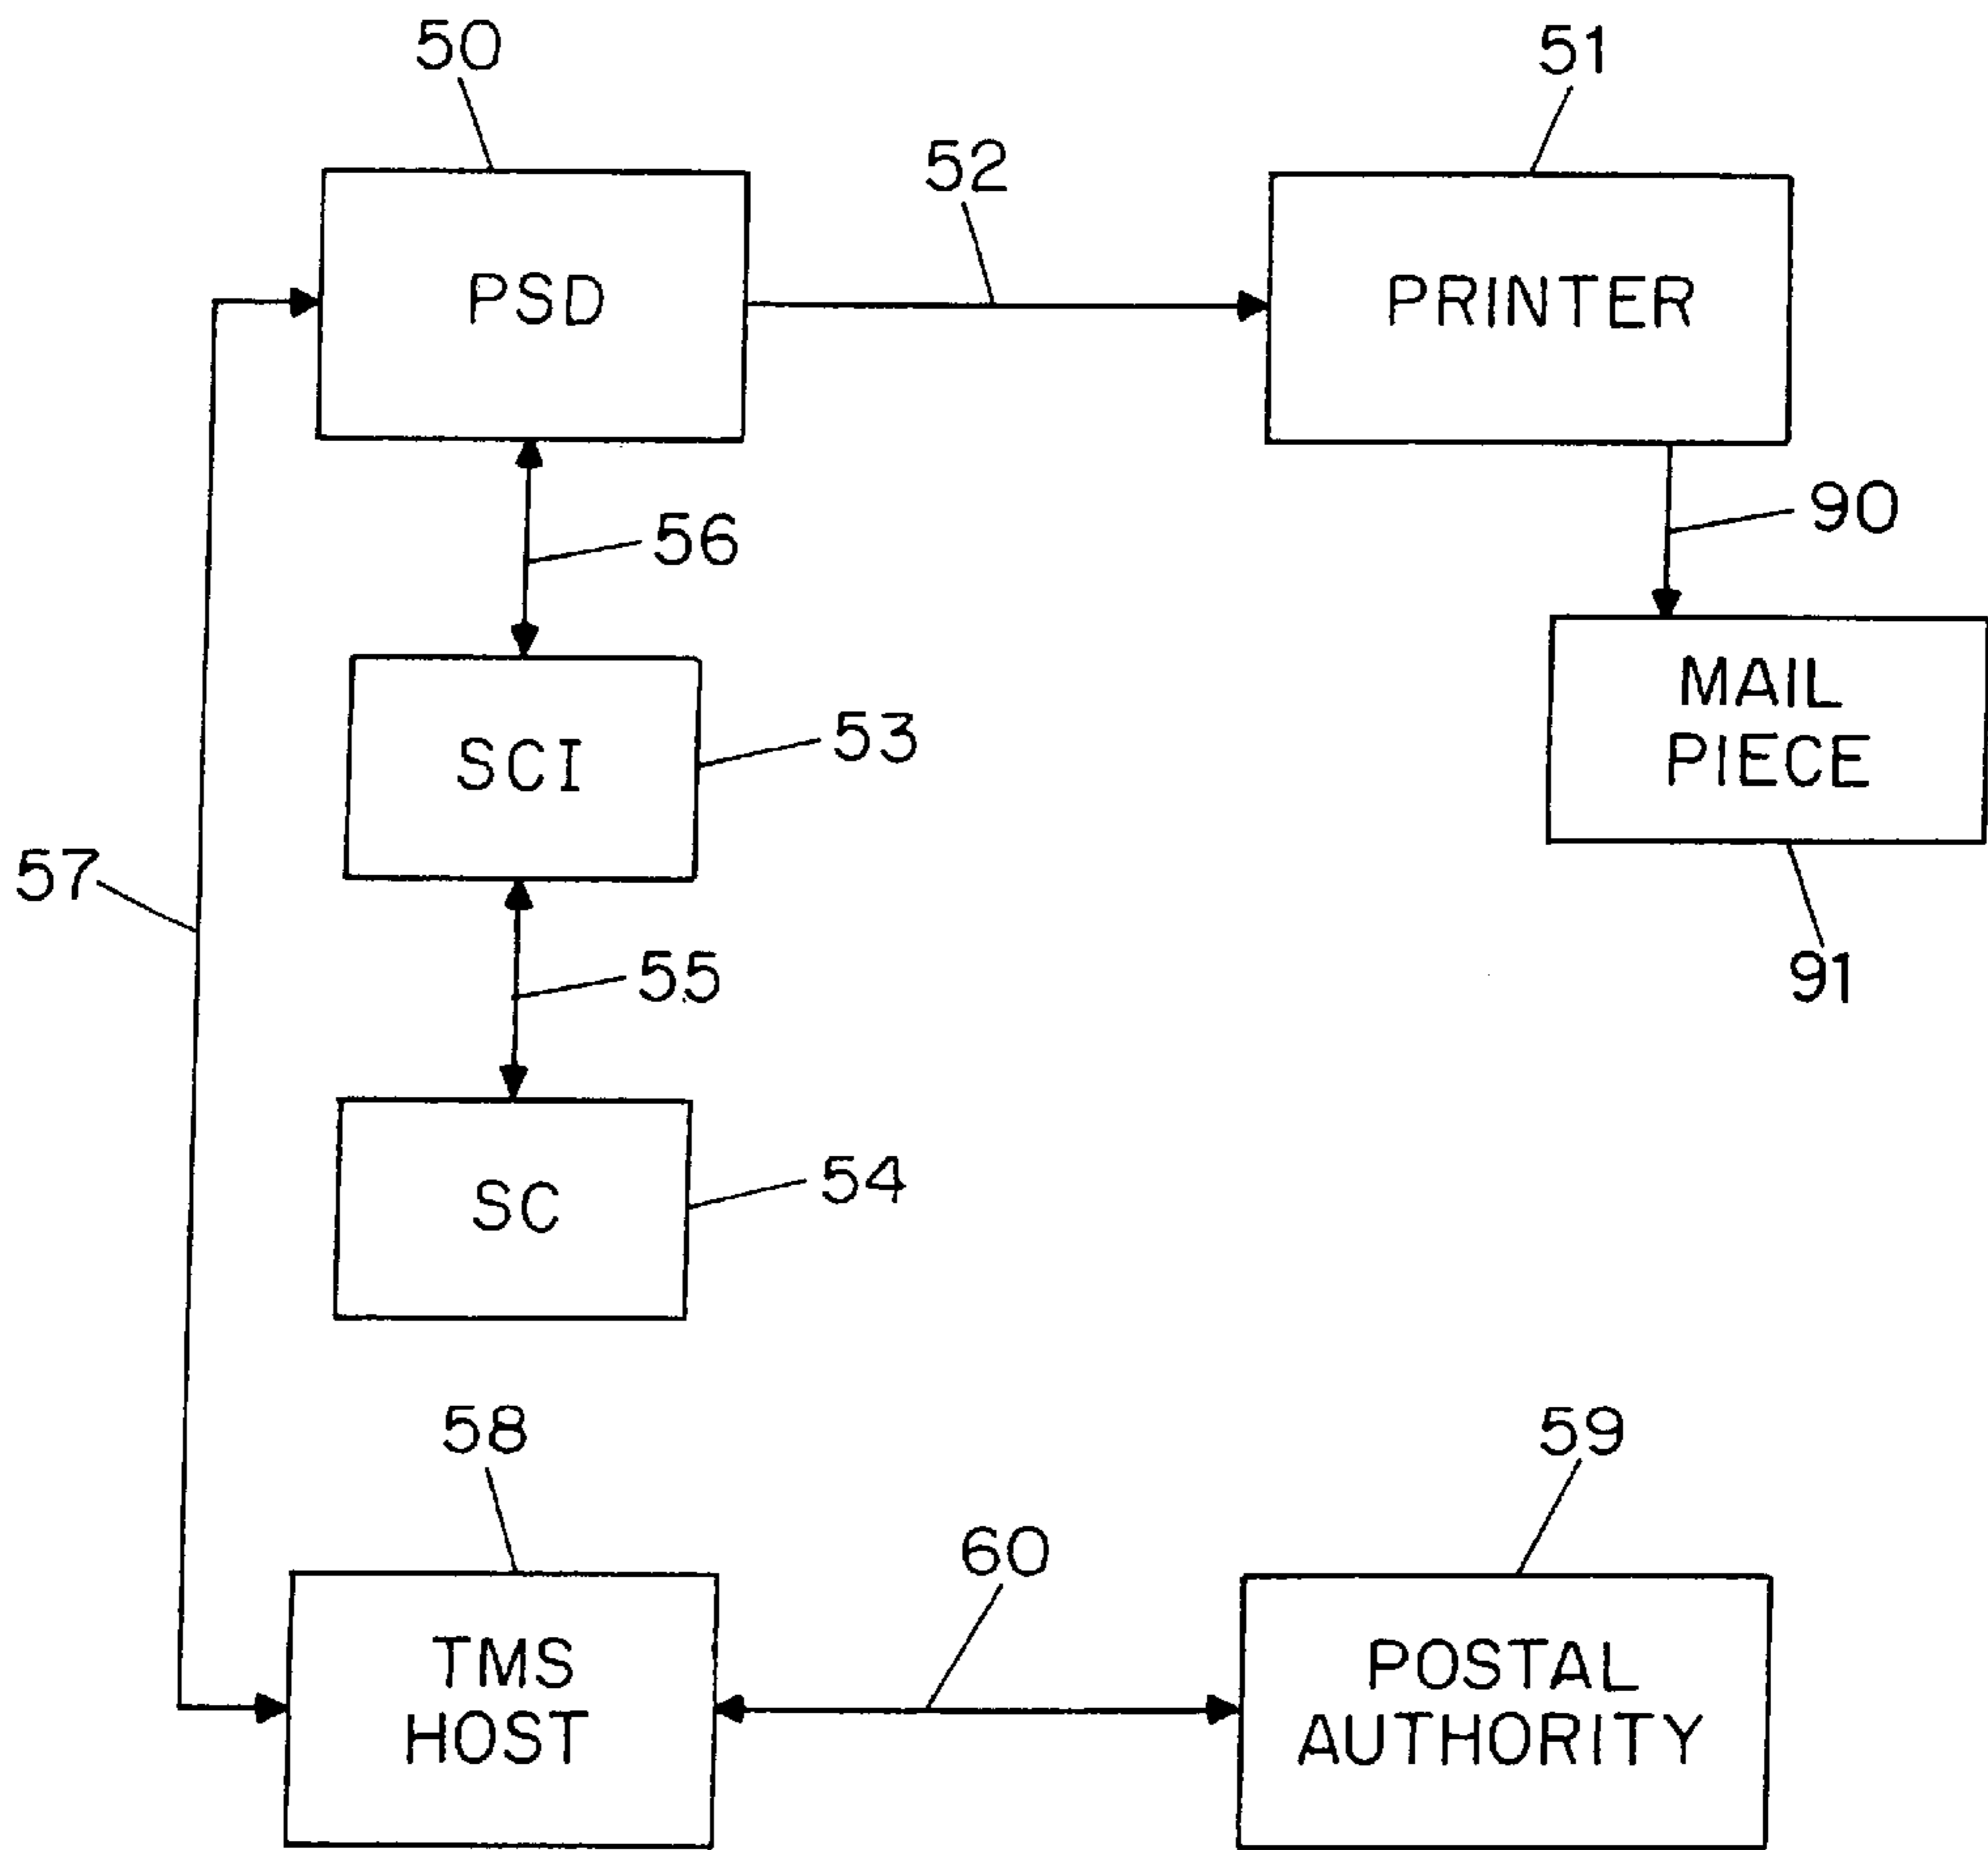 50
51
52
PSD
PRINTER
56
90
SCI
53
MAIL
PIECE
57
55
91
SC
54
58
59
60
TMS
HOST
POSTAL
AUTHORITY